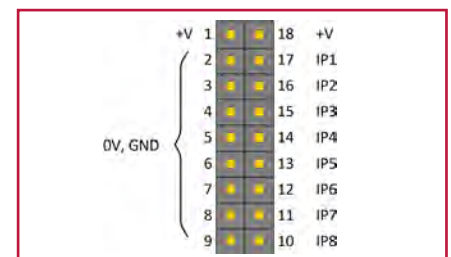 +V 1 18 +V
2 17 IP1
3 16 IP2
4 15 IP3
5 14 IP4
0V, GND
6 13 IP5
7 12 IP6
8 11 IP7
9 10 IP8